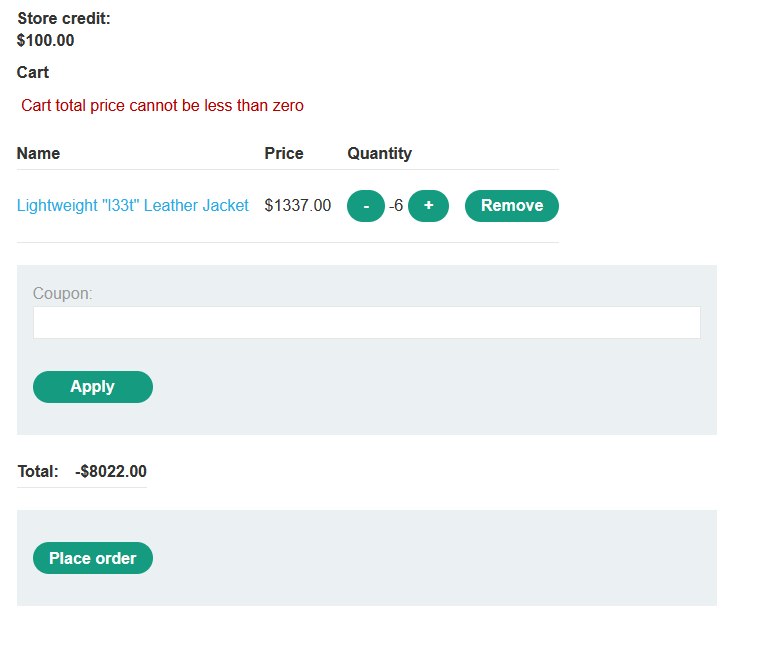 Store credit:
$100.00
Cart
Cart total price cannot be less than zero
Name Price Quantity
Lightweight "l33t" Leather Jacket $1337.00 - -6 + Remove
Coupon:
Apply
Total: -$8022.00
Place order